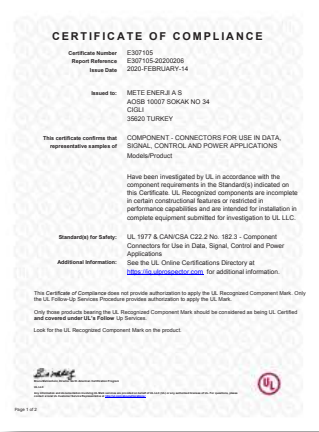 CERTIFICATE OF COMPLIANCE
Certificate Number E307105
Report Reference E307105-20200206
Issue Date 2020-FEBRUARY-14
Issued to: METE ENERJI A S
AOSB 10007 SOKAK NO 34
CIGLI
35620 TURKEY
This certificate confirms that COMPONENT - CONNECTORS FOR USE IN DATA,
representative samples of SIGNAL, CONTROL AND POWER APPLICATIONS
Models/Product
Have been investigated by UL in accordance with the
component requirements in the Standard(s) indicated on
this Certificate. UL Recognized components are incomplete
in certain constructional features or restricted in
performance capabilities and are intended for installation in
complete equipment submitted for investigation to UL LLC.
Standard(s) for Safety: UL 1977 & CAN/CSA C22.2 No. 182.3 - Component
Connectors for Use in Data, Signal, Control and Power
Applications
Additional Information: See the UL Online Certifications Directory at
https://iq.ulprospector.com for additional information.
This Certificate of Compliance does not provide authorization to apply the UL Recognized Component Mark. Only
the UL Follow-Up Services Procedure provides authorization to apply the UL Mark.
Only those products bearing the UL Recognized Component Mark should be considered as being UL Certified
and covered under UL's Follow Up Services.
Look for the UL Recognized Component Mark on the product.
UL
Page 1 of 2